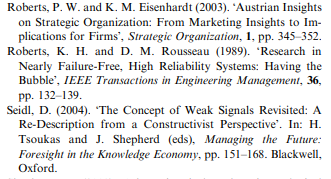 Roberts, P. W. and K. M. Eisenhardt (2003). ‘Austrian Insights
on Strategic Organization: From Marketing Insights to Im-
plications for Firms’, Strategic Organization, 1, pp. 345–352.
Roberts, K. H. and D. M. Rousseau (1989). ‘Research in
Nearly Failure-Free, High Reliability Systems: Having the
Bubble’, IEEE Transactions in Engineering Management, 36,
pp. 132–139.
Seidl, D. (2004). ‘The Concept of Weak Signals Revisited: A
Re-Description from a Constructivist Perspective’. In: H.
Tsoukas and J. Shepherd (eds), Managing the Future:
Foresight in the Knowledge Economy, pp. 151–168. Blackwell,
Oxford.